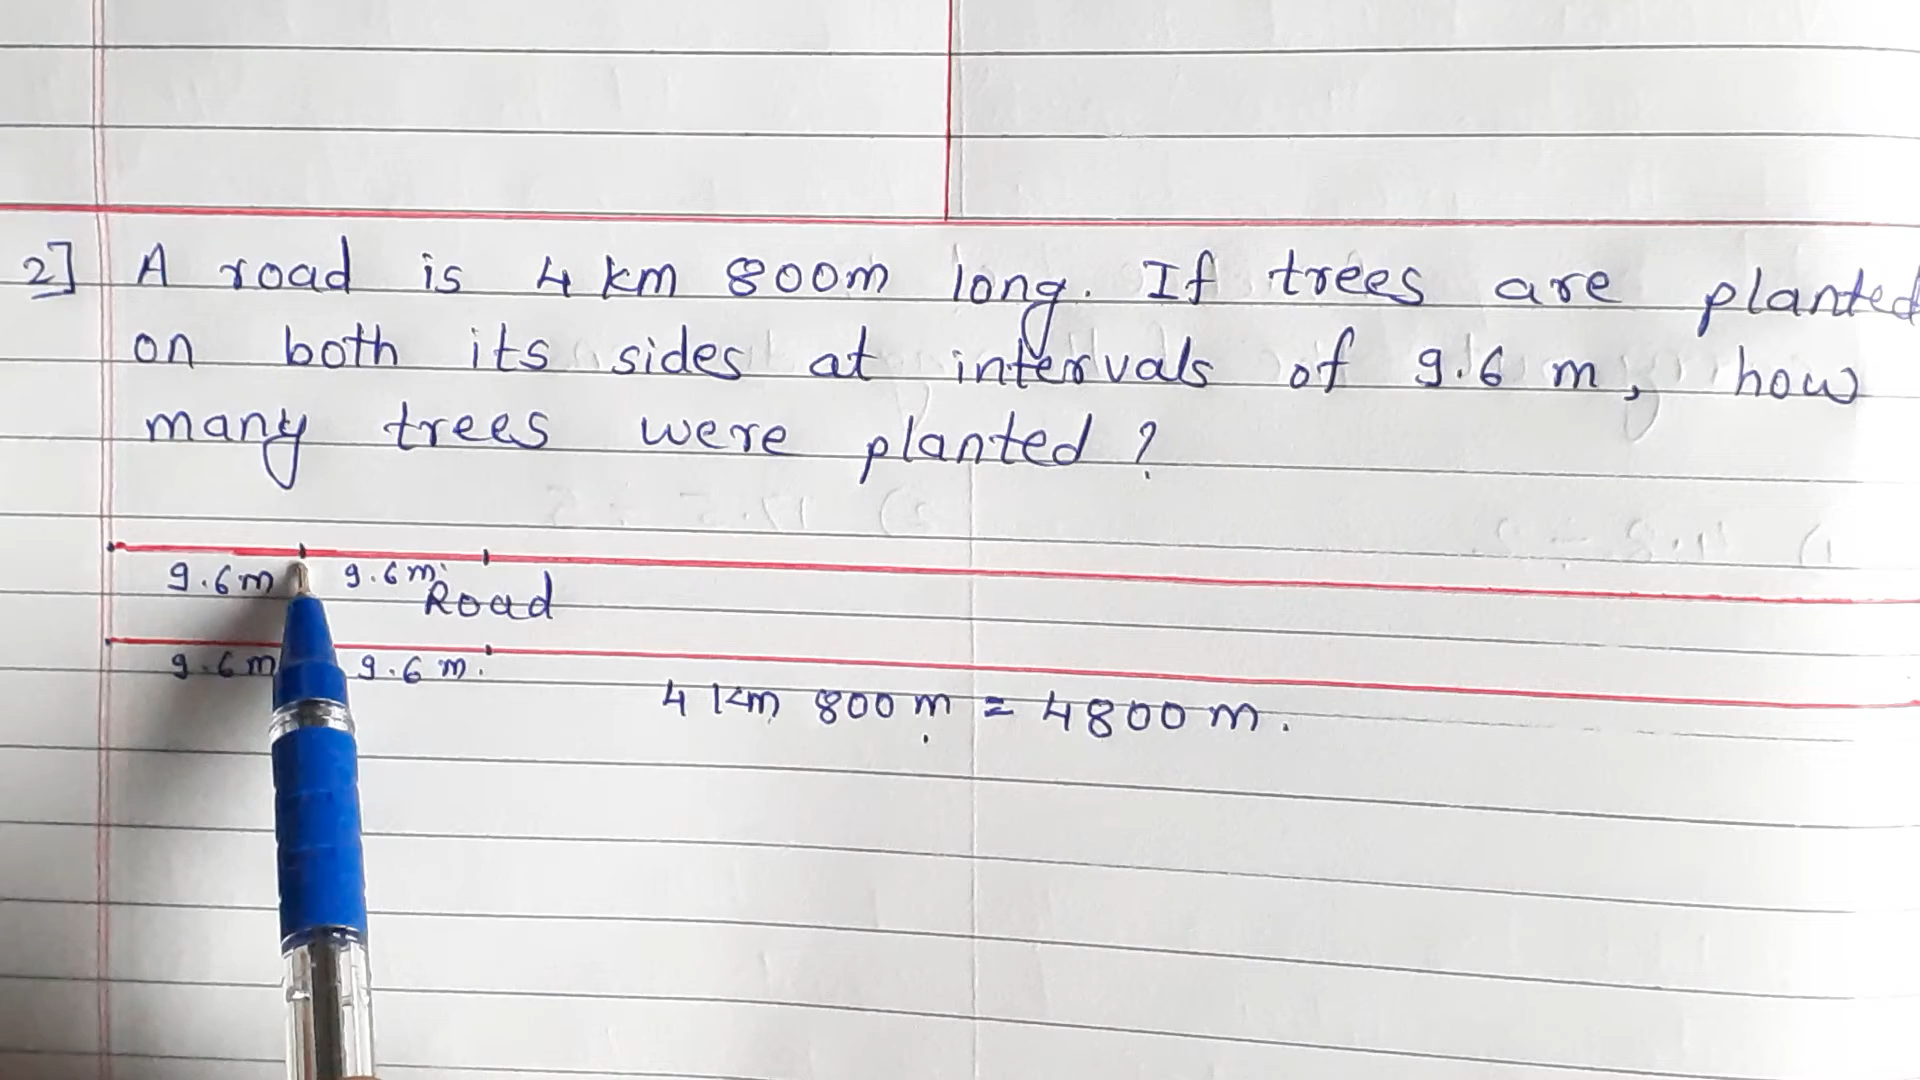 2] A road is 4 km 800m long. If trees are planted
on both its sides at intervals of 9.6 m, how
many trees were planted?
9.6m 9.6m.
Road
9.6m 9.6 m.
4 km 800 m = 4800 m.